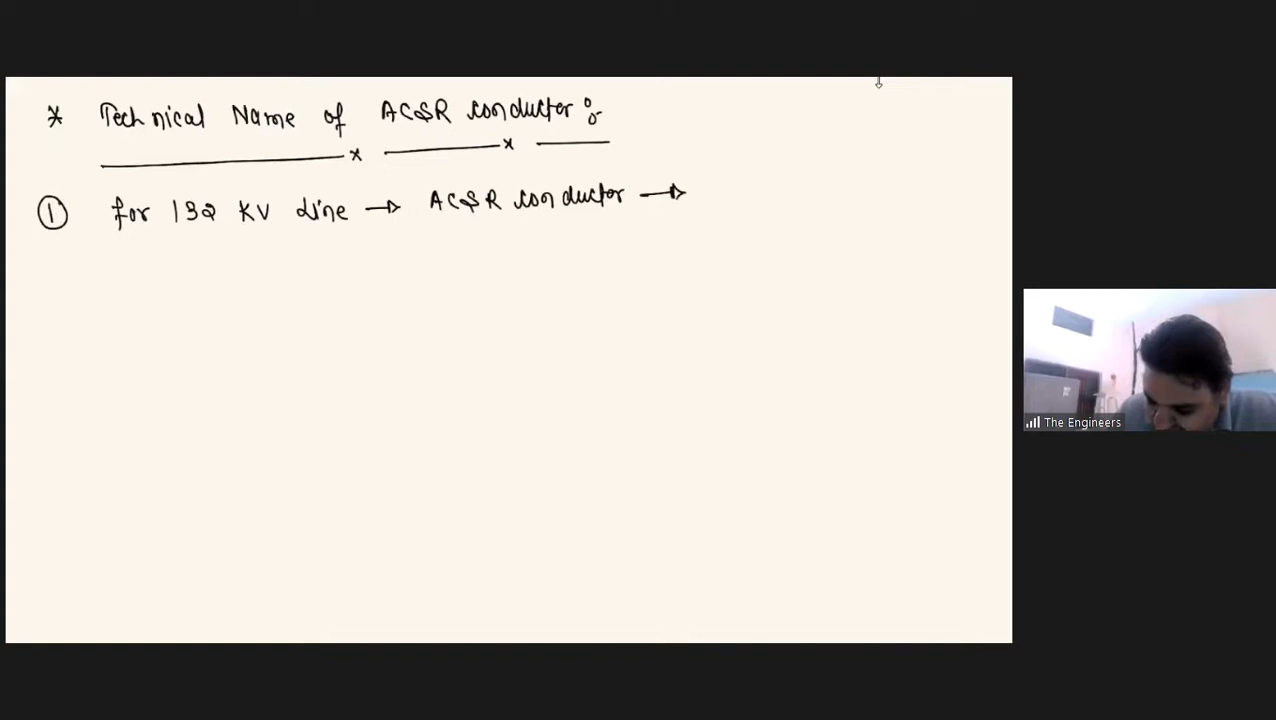 * Technical Name of ACSR conductor :-
① for 132 KV Line → ACSR conductor →
The Engineers